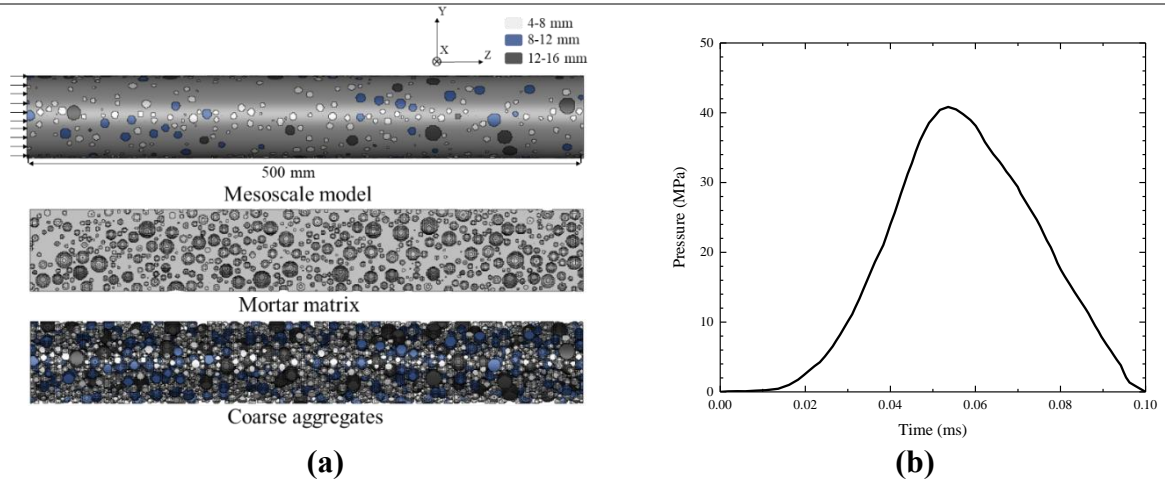 Y
X
Z
4-8 mm
8-12 mm
12-16 mm
500 mm
Mesoscale model
Mortar matrix
Coarse aggregates
(a)
50
40
30
20
10
0
Pressure (MPa)
0.00 0.02 0.04 0.06 0.08 0.10
Time (ms)
(b)